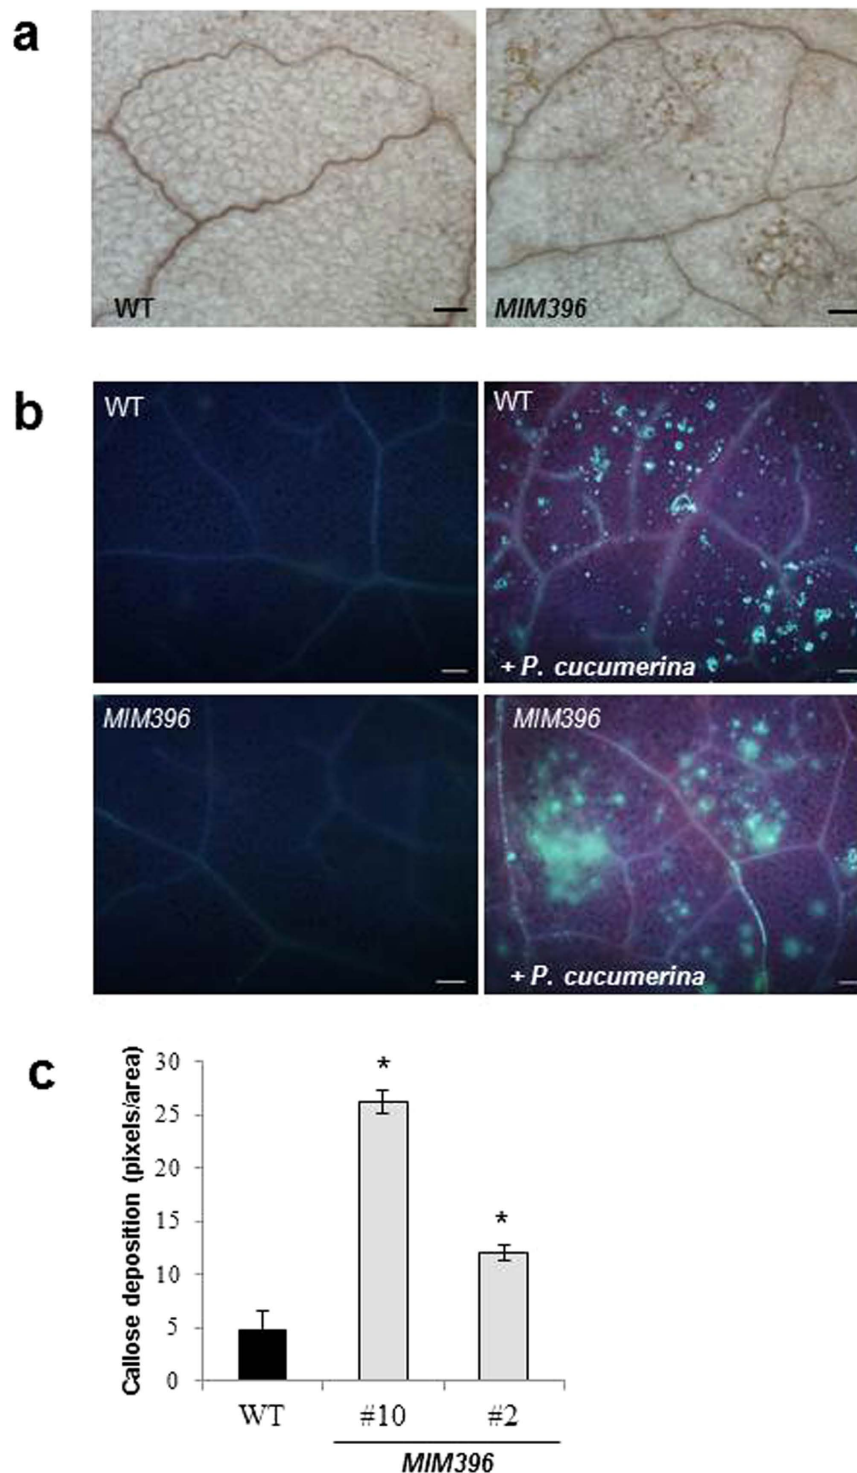 a
WT
MIM396
b
WT
WT
+ P. cucumerina
MIM396
MIM396
+ P. cucumerina
c
Callose deposition (pixels/area)
30
25
20
15
10
5
0
*
*
WT
#10
#2
MIM396